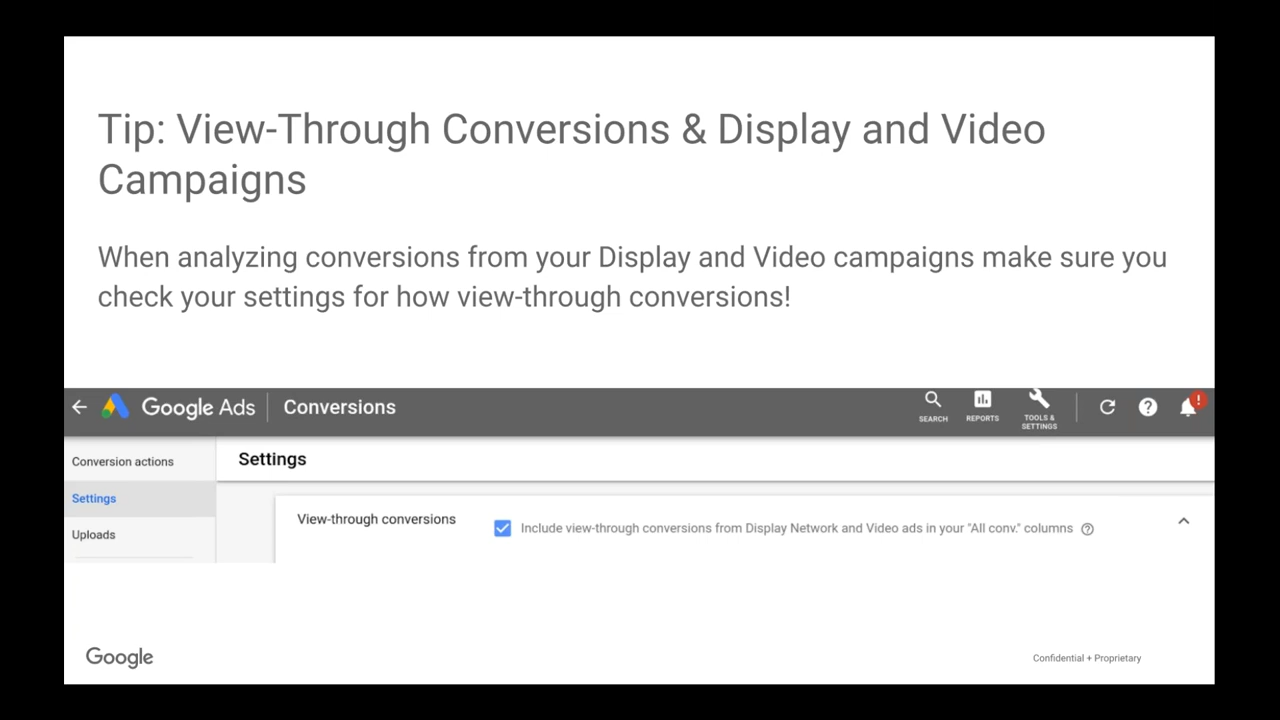 Tip: View-Through Conversions & Display and Video
Campaigns
When analyzing conversions from your Display and Video campaigns make sure you
check your settings for how view-through conversions!
Google Ads
Conversions
SEARCH
REPORTS
TOOLS &
SETTINGS
Conversion actions
Settings
Settings
Uploads
View-through conversions
Include view-through conversions from Display Network and Video ads in your "All conv." columns
Google
Confidential + Proprietary